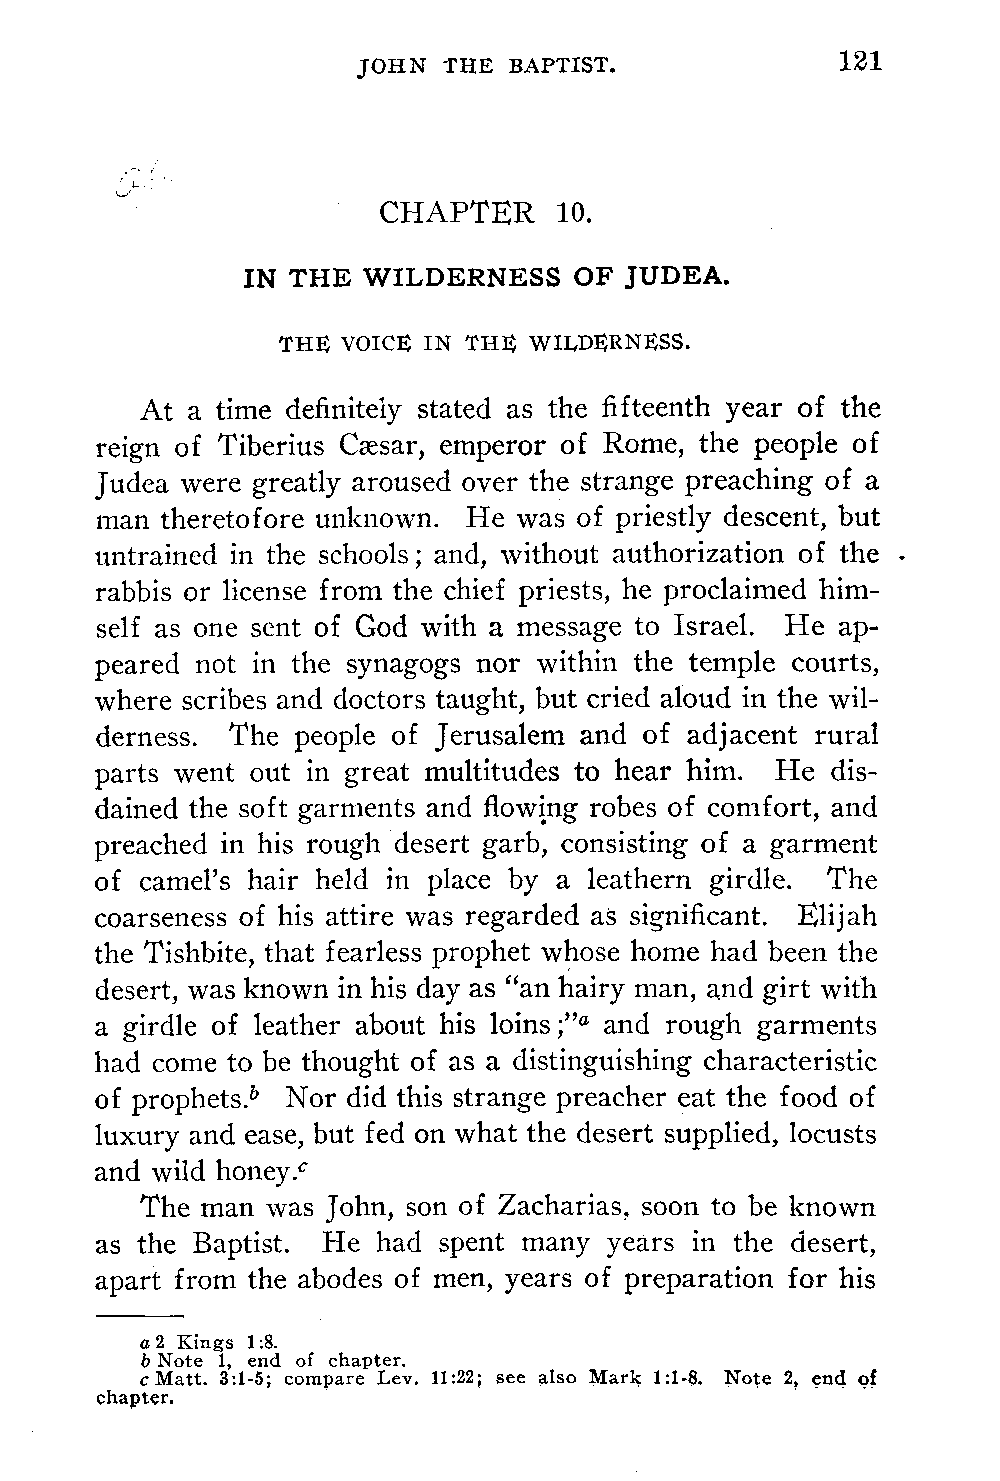 JOHN THE BAPTIST. 121
CHAPTER 10.
IN THE WILDERNESS OF JUDEA.
THE VOICE IN THE WILDERNESS.
At a time definitely stated as the fifteenth year of the
reign of Tiberius Cæsar, emperor of Rome, the people of
Judea were greatly aroused over the strange preaching of a
man theretofore unknown. He was of priestly descent, but
untrained in the schools; and, without authorization of the
rabbis or license from the chief priests, he proclaimed him-
self as one sent of God with a message to Israel. He ap-
peared not in the synagogs nor within the temple courts,
where scribes and doctors taught, but cried aloud in the wil-
derness. The people of Jerusalem and of adjacent rural
parts went out in great multitudes to hear him. He dis-
dained the soft garments and flowing robes of comfort, and
preached in his rough desert garb, consisting of a garment
of camel's hair held in place by a leathern girdle. The
coarseness of his attire was regarded as significant. Elijah
the Tishbite, that fearless prophet whose home had been the
desert, was known in his day as "an hairy man, and girt with
a girdle of leather about his loins;"a and rough garments
had come to be thought of as a distinguishing characteristic
of prophets.b Nor did this strange preacher eat the food of
luxury and ease, but fed on what the desert supplied, locusts
and wild honey.c
The man was John, son of Zacharias, soon to be known
as the Baptist. He had spent many years in the desert,
apart from the abodes of men, years of preparation for his
a 2 Kings 1:8.
b Note 1, end of chapter.
c Matt. 3:1-5; compare Lev. 11:22; see also Mark 1:1-8. Note 2, end of
chapter.